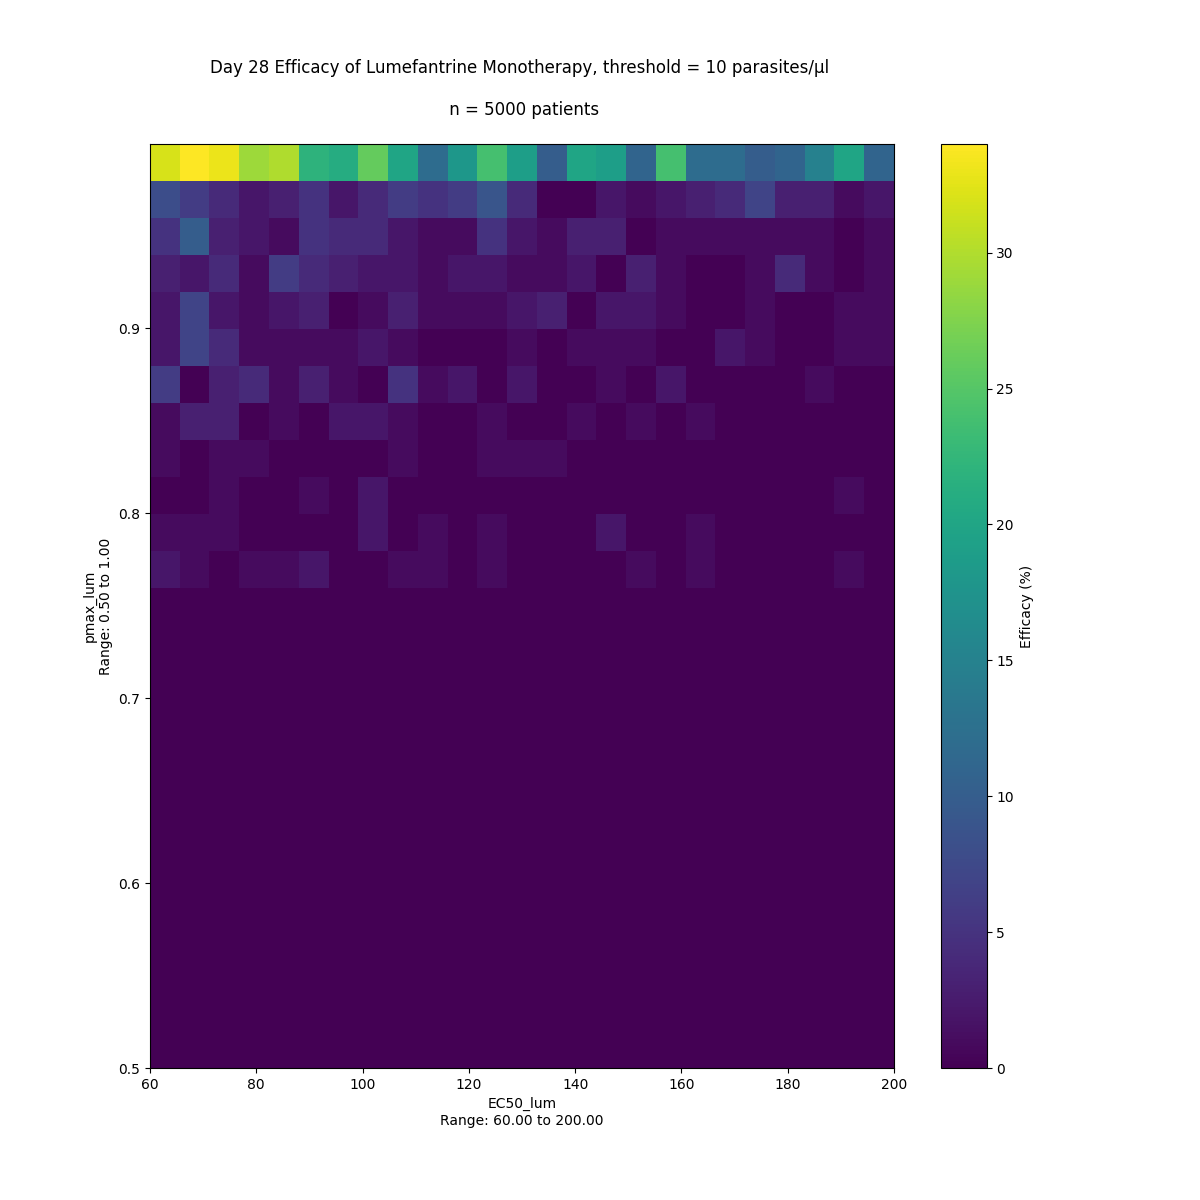 Day 28 Efficacy of Lumefantrine Monotherapy, threshold = 10 parasites/μl
n = 5000 patients
0.9
0.8
0.7
0.6
0.5
pmax_lum
Range: 0.50 to 1.00
60
80
100
120
140
160
180
200
EC50_lum
Range: 60.00 to 200.00
30
25
20
15
10
5
0
Efficacy (%)